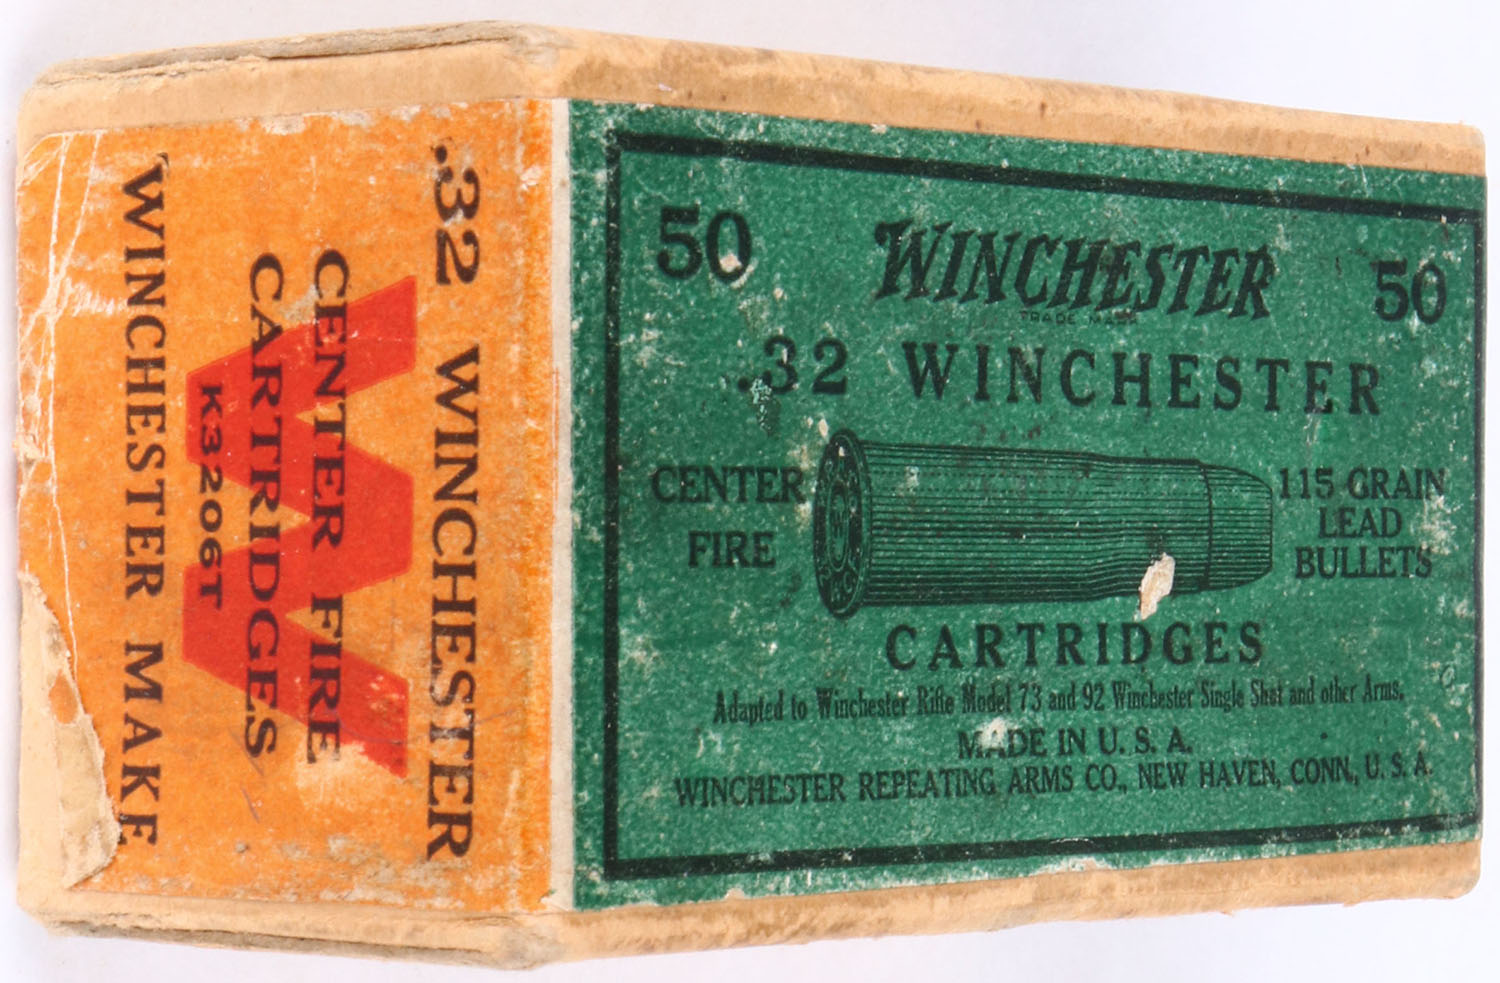 .32 WINCHESTER
CENTER FIRE
CARTRIDGES
K3206T
WINCHESTER MAKE
50 WINCHESTER 50
TRADE MARK
.32 WINCHESTER
CENTER
FIRE
115 GRAIN
LEAD
BULLETS
CARTRIDGES
Adapted to Winchester Rifle Model 73 and 92 Winchester Single Shot and other Arms.
MADE IN U. S. A.
WINCHESTER REPEATING ARMS CO., NEW HAVEN, CONN., U. S. A.